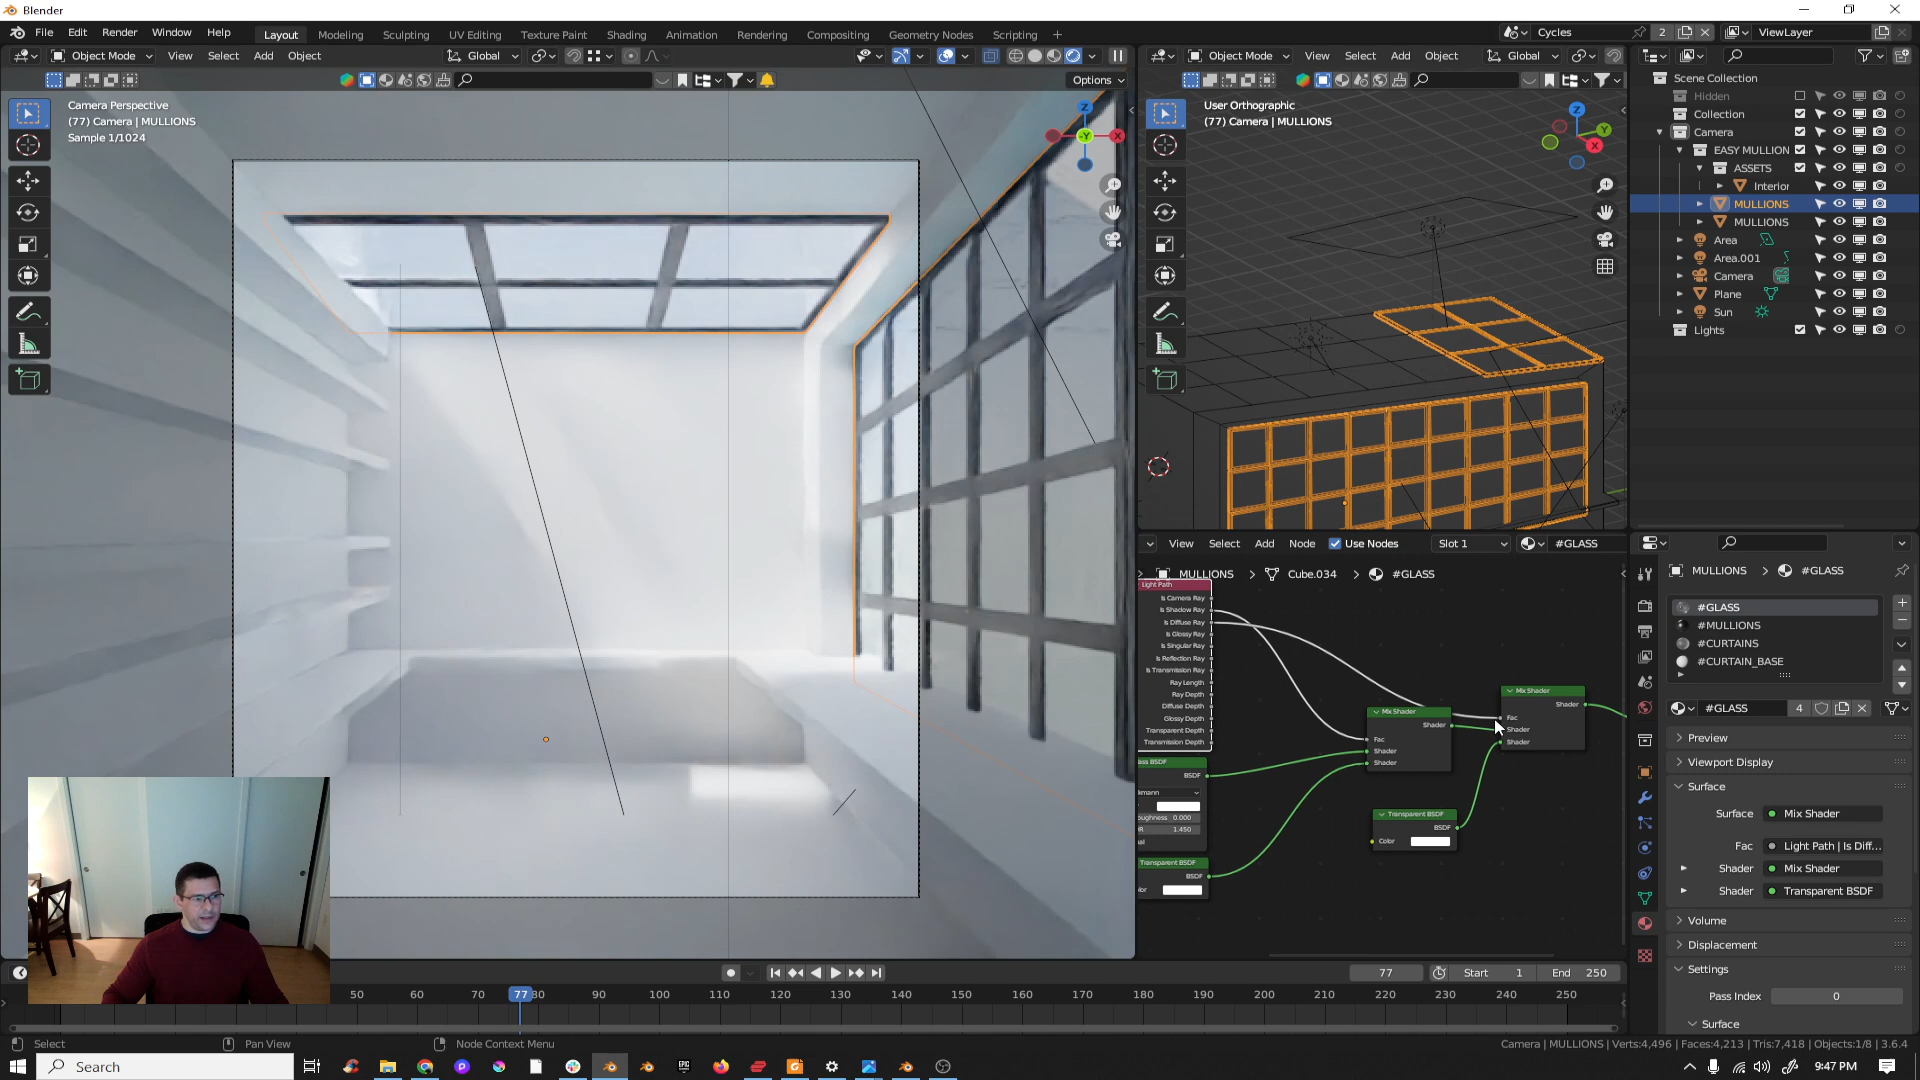 Blender
File Edit Render Window Help Layout Modeling Sculpting UV Editing Texture Paint Shading Animation Rendering Compositing Geometry Nodes Scripting + Cycles 2 ViewLayer
Object Mode View Select Add Object Global
Options
Camera Perspective
(77) Camera | MULLIONS
Sample 1/1024
Z
-Y
X
Object Mode View Select Add Object Global
User Orthographic
(77) Camera | MULLIONS
Z
Y
X
Scene Collection
Hidden
Collection
Camera
EASY MULLION
ASSETS
Interior
MULLIONS
MULLIONS
Area
Area.001
Camera
Plane
Sun
Lights
View Select Add Node Use Nodes Slot 1 #GLASS
MULLIONS > Cube.034 > #GLASS
Light Path
Is Camera Ray
Is Shadow Ray
Is Diffuse Ray
Is Glossy Ray
Is Singular Ray
Is Reflection Ray
Is Transmission Ray
Ray Length
Ray Depth
Diffuse Depth
Glossy Depth
Transparent Depth
Transmission Depth
ass BSDF
BSDF
kmann
oughness 0.000
R 1.450
al
Transparent BSDF
BSDF
lor
Mix Shader
Shader
Fac
Shader
Shader
Mix Shader
Shader
Fac
Shader
Shader
Transparent BSDF
BSDF
Color
MULLIONS > #GLASS
#GLASS
#MULLIONS
#CURTAINS
#CURTAIN_BASE
#GLASS 4
Preview
Viewport Display
Surface
Surface Mix Shader
Fac Light Path | Is Diff...
Shader Mix Shader
Shader Transparent BSDF
Volume
Displacement
Settings
Pass Index 0
Surface
77 Start 1 End 250
50 60 70 77 80 90 100 110 120 130 140 150 160 170 180 190 200 210 220 230 240 250
Select Pan View Node Context Menu
Camera | MULLIONS | Verts:4,496 | Faces:4,213 | Tris:7,418 | Objects:1/8 | 3.6.4
Search
EPIC
9:47 PM